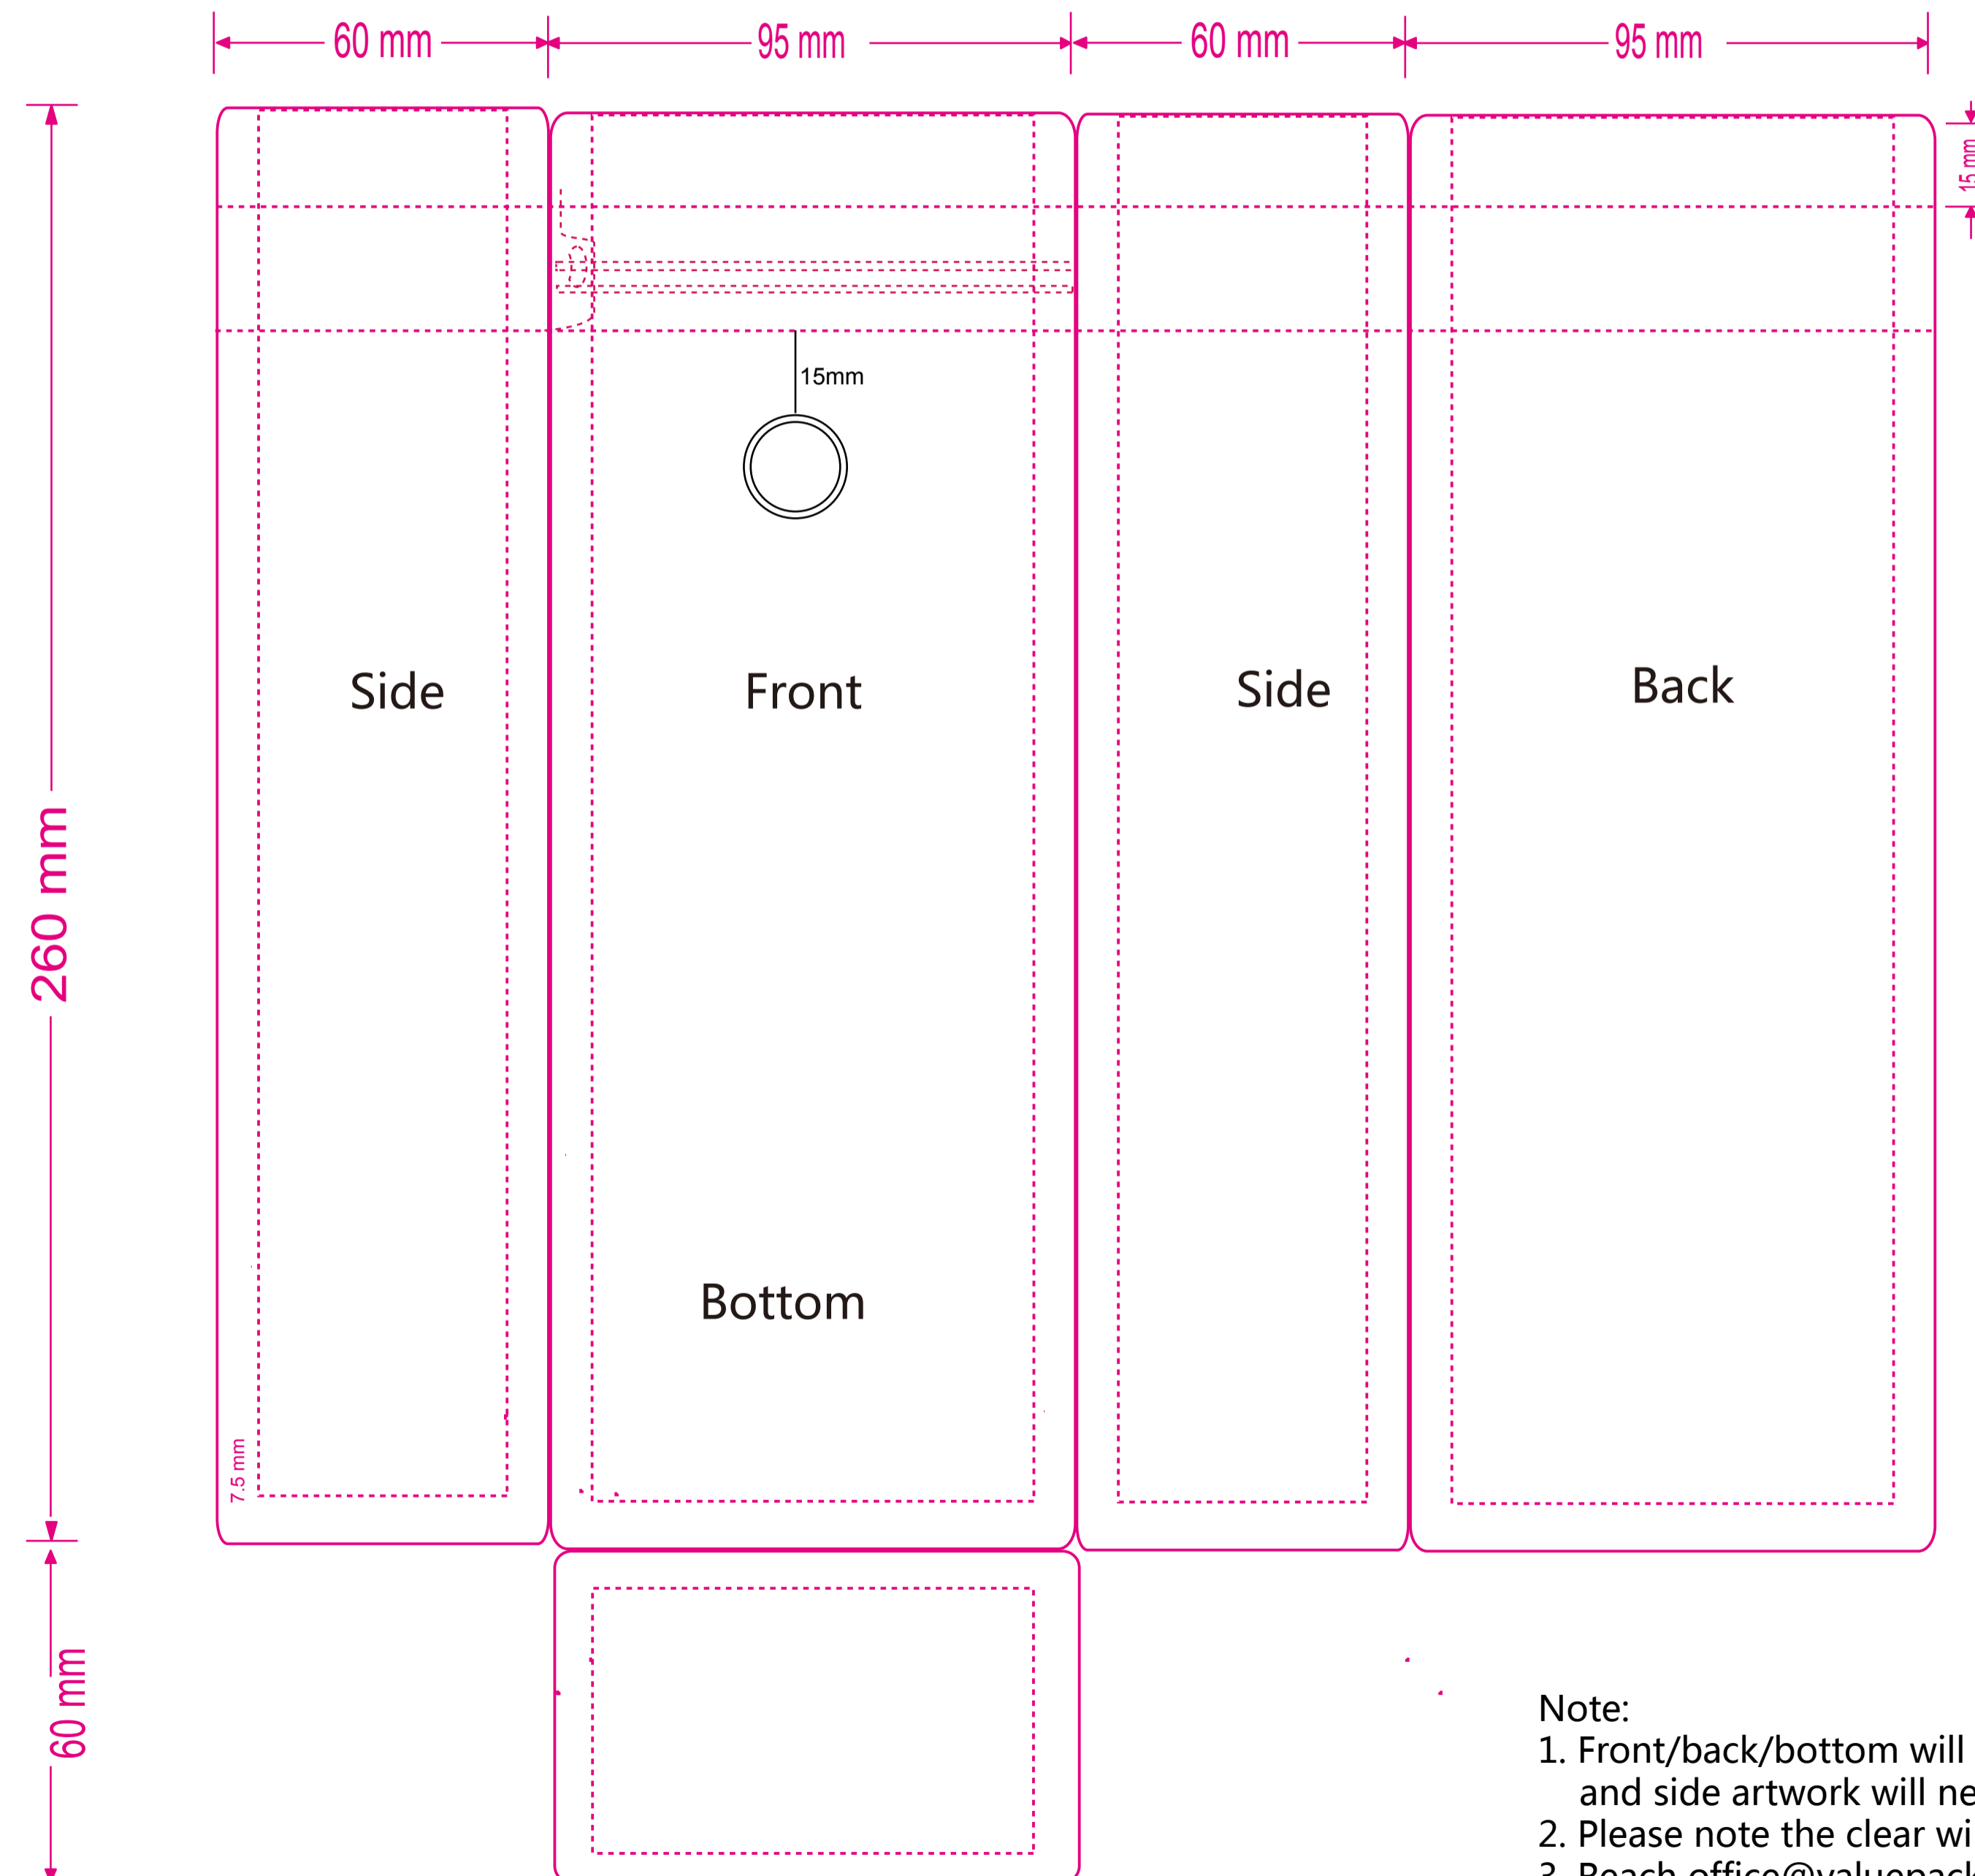 60 mm
95 mm
60 mm
95 mm
15 mm
15mm
Side
Front
Side
Back
260 mm
Bottom
7.5 mm
60 mm
Note:
1. Front/back/bottom will
and side artwork will
2. Please note the clear
3. Reach